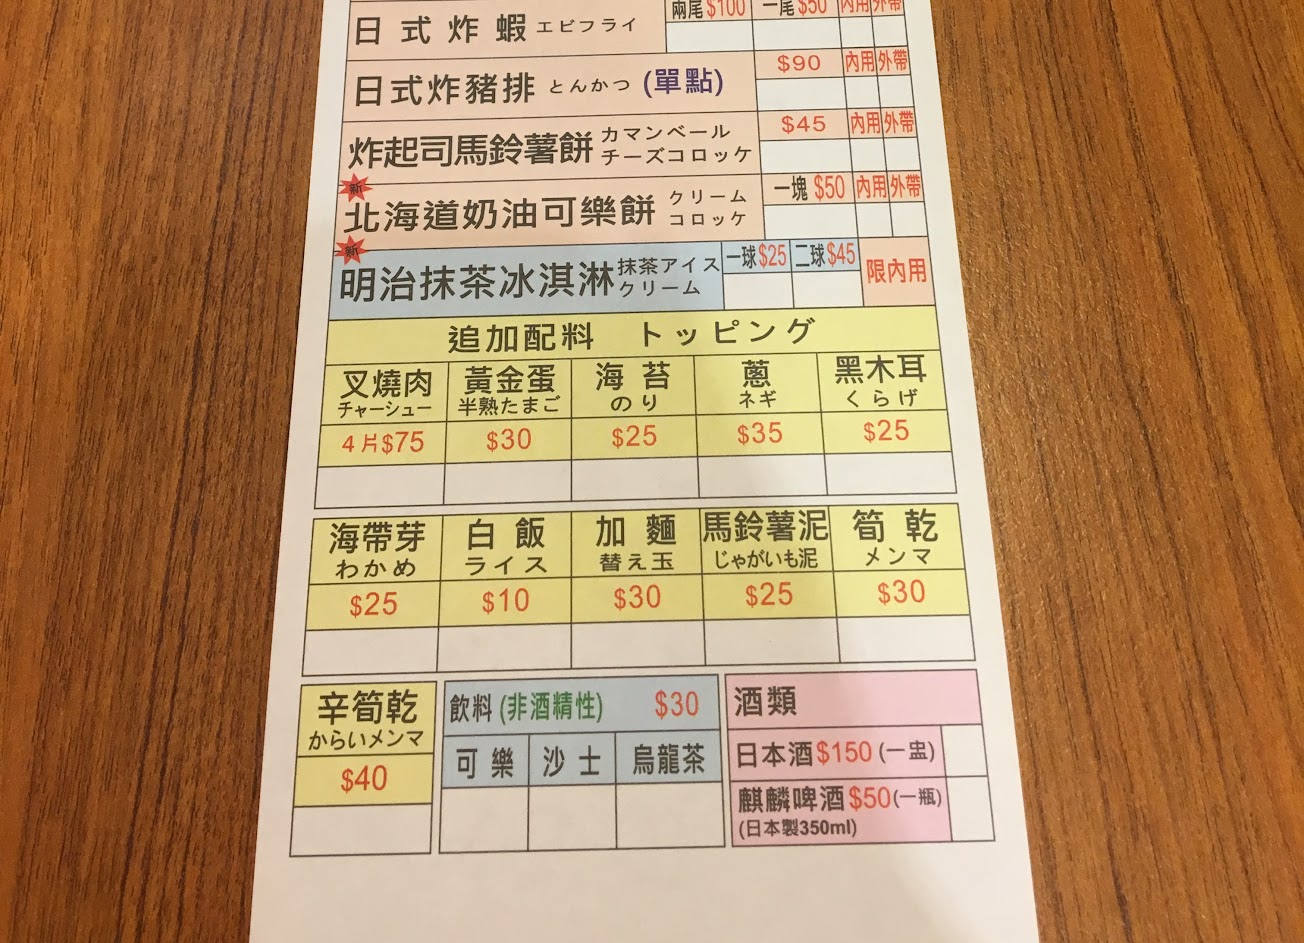 日式炸蝦 エビフライ 兩尾$100 一尾$50 內用 外帶
日式炸豬排 とんかつ (單點) $90 內用 外帶
炸起司馬鈴薯餅 カマンベール チーズコロッケ $45 內用 外帶
新
北海道奶油可樂餅 クリーム コロッケ 一塊 $50 內用 外帶
新
明治抹茶冰淇淋 抹茶アイス クリーム 一球$25 二球$45 限內用
追加配料 トッピング
叉燒肉 黃金蛋 海苔 蔥 黑木耳
チャーシュー 半熟たまご のり ネギ くらげ
4片$75 $30 $25 $35 $25
海帶芽 白飯 加麵 馬鈴薯泥 筍乾
わかめ ライス 替え玉 じゃがいも泥 メンマ
$25 $10 $30 $25 $30
辛筍乾
からいメンマ
$40
飲料 (非酒精性) $30
可樂 沙士 烏龍茶
酒類
日本酒$150 (一盅)
麒麟啤酒$50(一瓶)
(日本製350ml)